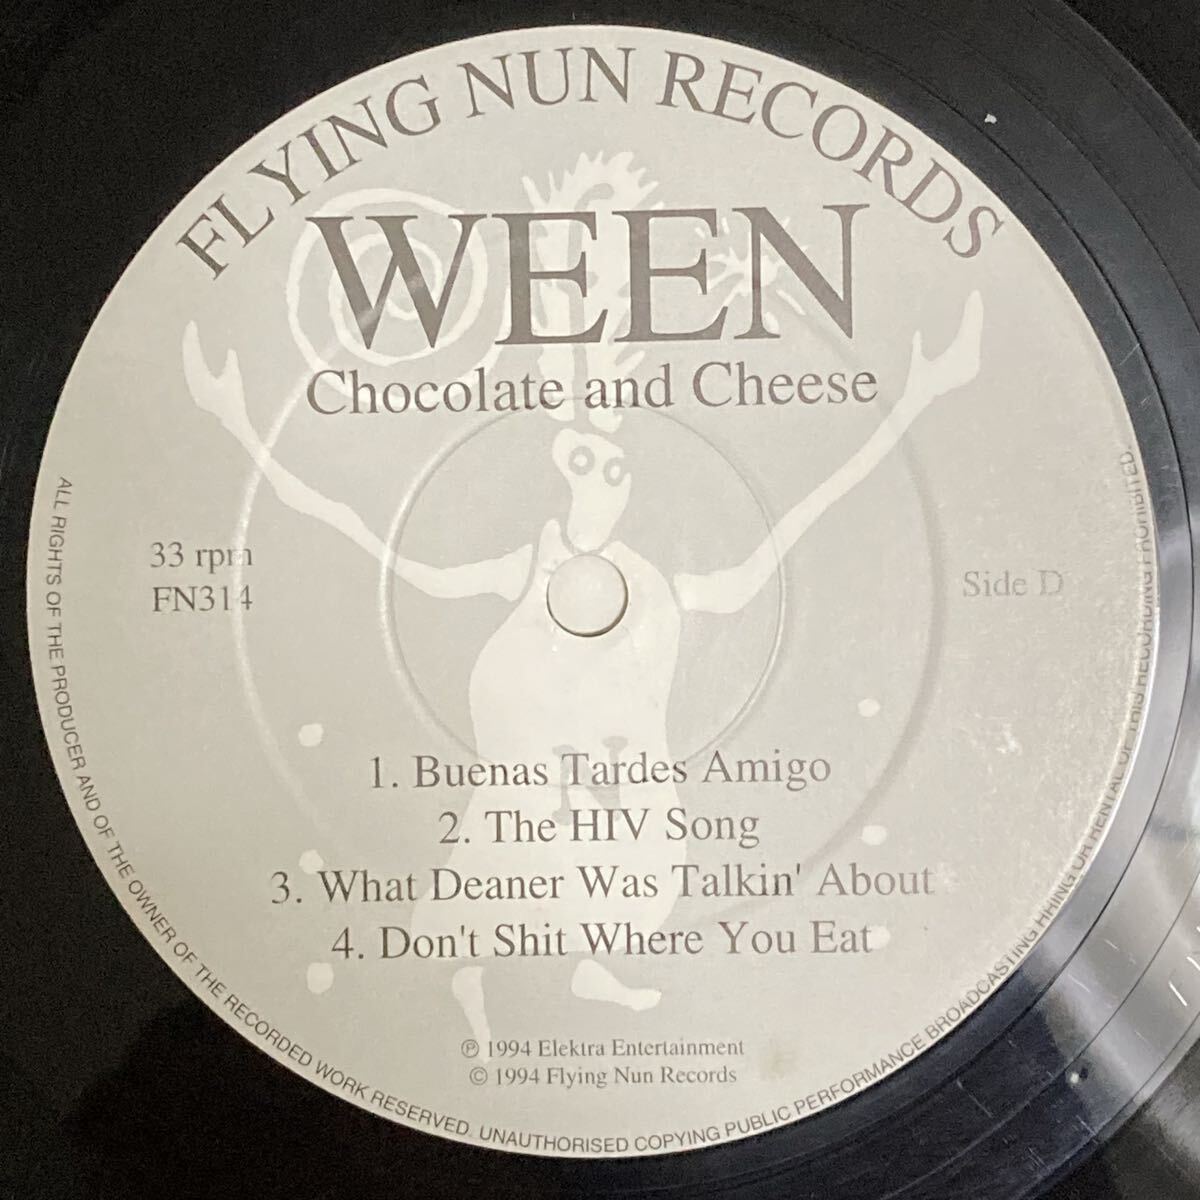 FLYING NUN RECORDS
WEEN
Chocolate and Cheese
33 rpm
FN314
Side D
1. Buenas Tardes Amigo
2. The HIV Song
3. What Deaner Was Talkin' About
4. Don't Shit Where You Eat
℗ 1994 Elektra Entertainment
© 1994 Flying Nun Records
ALL RIGHTS OF THE PRODUCER AND OF THE OWNER OF THE RECORDED WORK RESERVED. UNAUTHORISED COPYING PUBLIC PERFORMANCE BROADCASTING HHING OR RENTAL OF THIS RECORDING PROHIBITED.